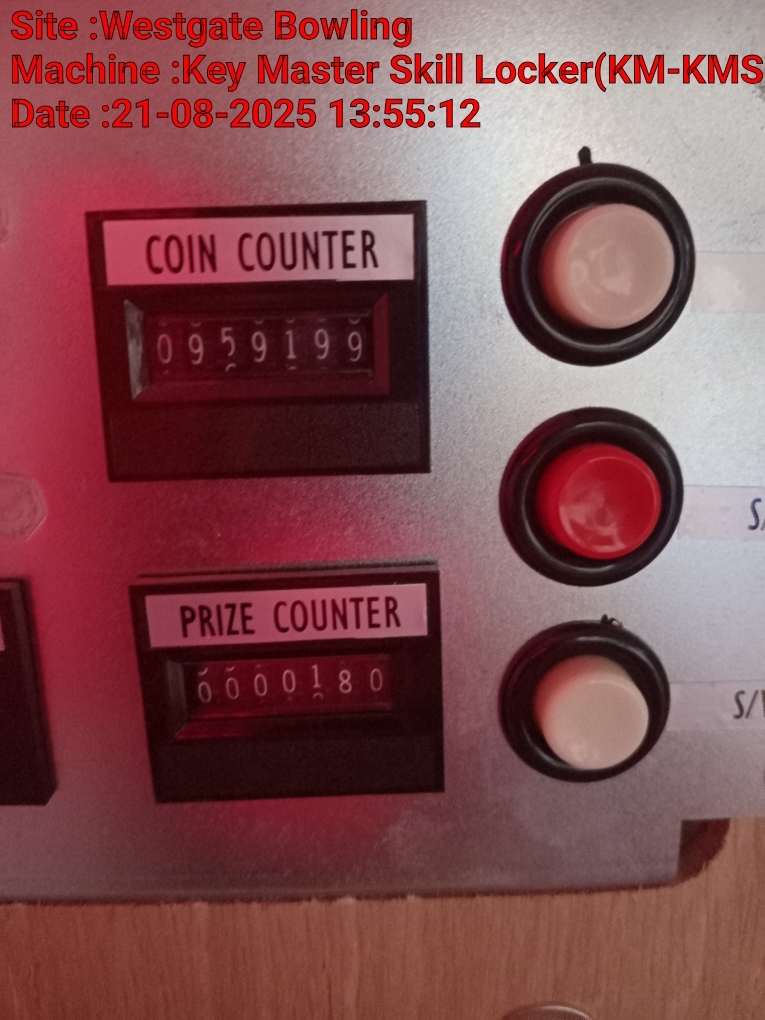 Site :Westgate Bowling
Machine :Key Master Skill Locker(KM-KMS
Date :21-08-2025 13:55:12
COIN COUNTER
0959199
S/
PRIZE COUNTER
0000180
S/